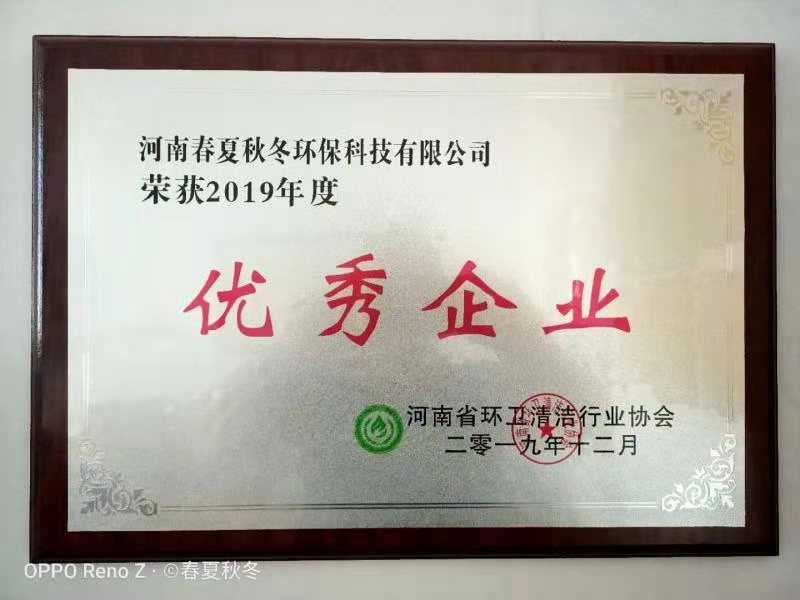 河南春夏秋冬环保科技有限公司
荣获2019年度
优秀企业
河南省环卫清洁行业协会
二零一九年十二月
OPPO Reno Z · ©春夏秋冬